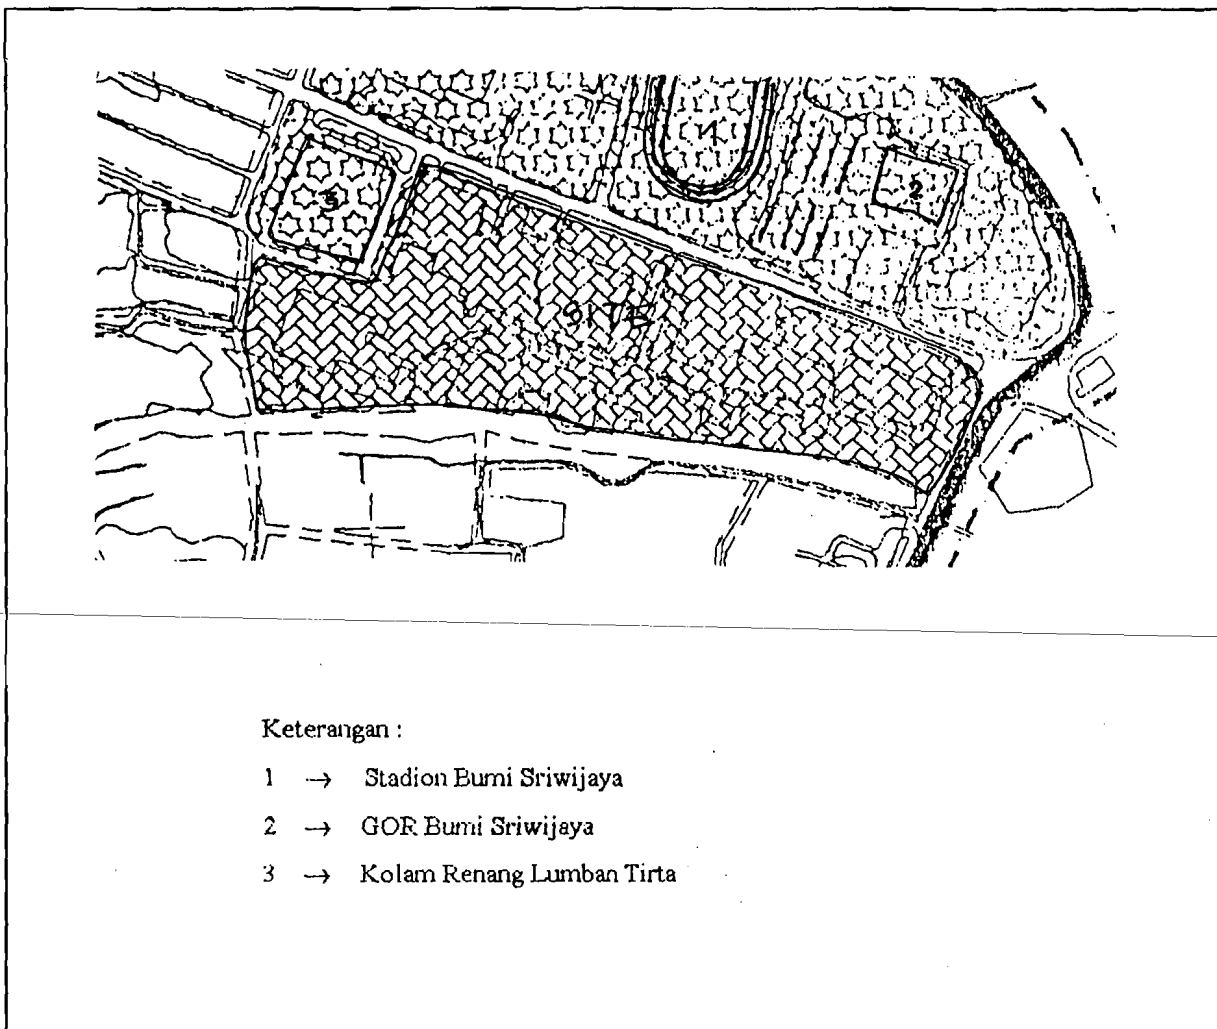 1
2
3
SITE
Keterangan :
1 → Stadion Bumi Sriwijaya
2 → GOR Bumi Sriwijaya
3 → Kolam Renang Lumban Tirta